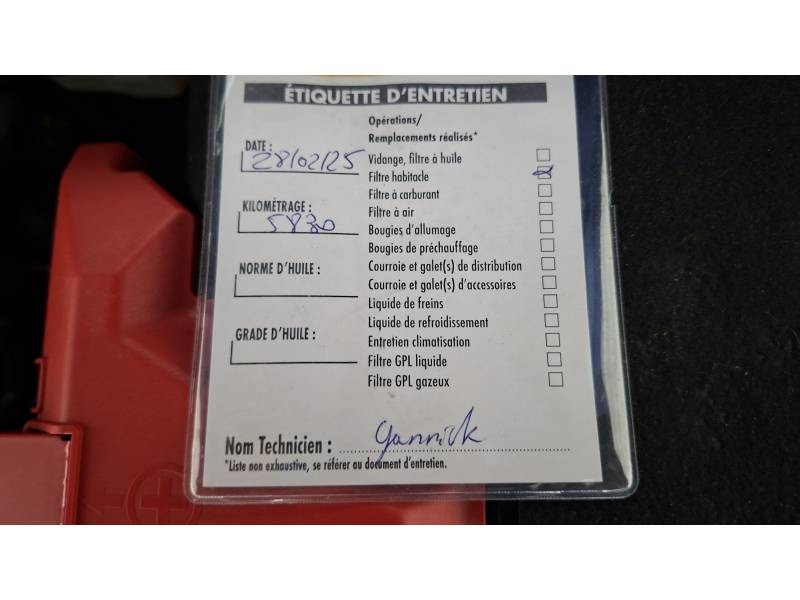 ÉTIQUETTE D'ENTRETIEN
Opérations/
Remplacements réalisés*
DATE :
28/02/25
KILOMÉTRAGE :
5830
NORME D'HUILE :
GRADE D'HUILE :
Vidange, filtre à huile
Filtre habitacle
Filtre à carburant
Filtre à air
Bougies d'allumage
Bougies de préchauffage
Courroie et galet(s) de distribution
Courroie et galet(s) d'accessoires
Liquide de freins
Liquide de refroidissement
Entretien climatisation
Filtre GPL liquide
Filtre GPL gazeux
Nom Technicien : Yannick
*Liste non exhaustive, se référer au document d'entretien.